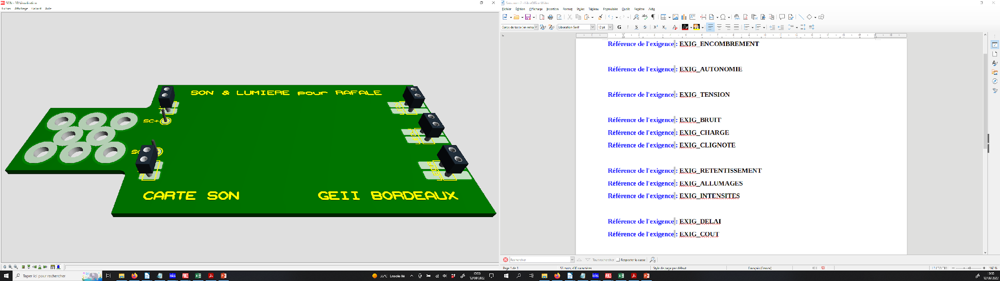 SON - 3D Visualization
Fichier Affichage Gabarit Aide
SON & LUMIERE pour RAFALE
SC+
CARTE SON GEII BORDEAUX
Taper ici pour rechercher
36°C Ensoleillé
15:55
12/08/2022
Sans nom 2 - LibreOffice Writer
Fichier Édition Affichage Insertion Format Styles Tableau Formulaire Outils Fenêtre Aide
Corps de texte [en retra Liberation Serif 12 pt
Référence de l'exigence : EXIG_ENCOMBREMENT
Référence de l'exigence : EXIG_AUTONOMIE
Référence de l'exigence : EXIG_TENSION
Référence de l'exigence : EXIG_BRUIT
Référence de l'exigence : EXIG_CHARGE
Référence de l'exigence : EXIG_CLIGNOTE
Référence de l'exigence : EXIG_RETENTISSEMENT
Référence de l'exigence : EXIG_ALLUMAGES
Référence de l'exigence : EXIG_INTENSITES
Référence de l'exigence : EXIG_DELAI
Référence de l'exigence : EXIG_COUT
Rechercher Tout rechercher Respecter la casse
Page 1 de 1 55 mots, 430 caractères Style de page par défaut Français (France) 160 %
15:55
12/08/2022